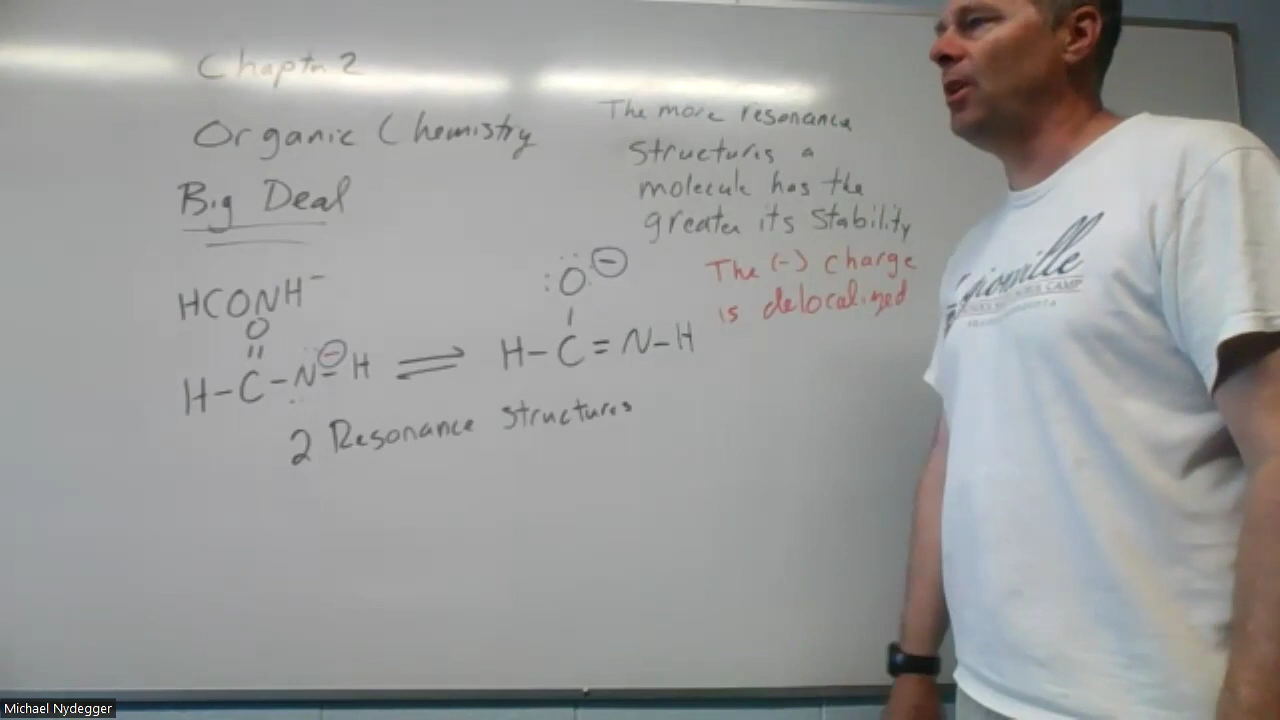 Chaptr 2
Organic Chemistry
Big Deal
The more resonance
structures a
molecule has the
greater its stability
The (-) charge
is delocalized
HCONH⁻
O
H-C-N-H ⇌ H-C=N-H
:O: ⊖
2 Resonance structures
Michael Nydegger